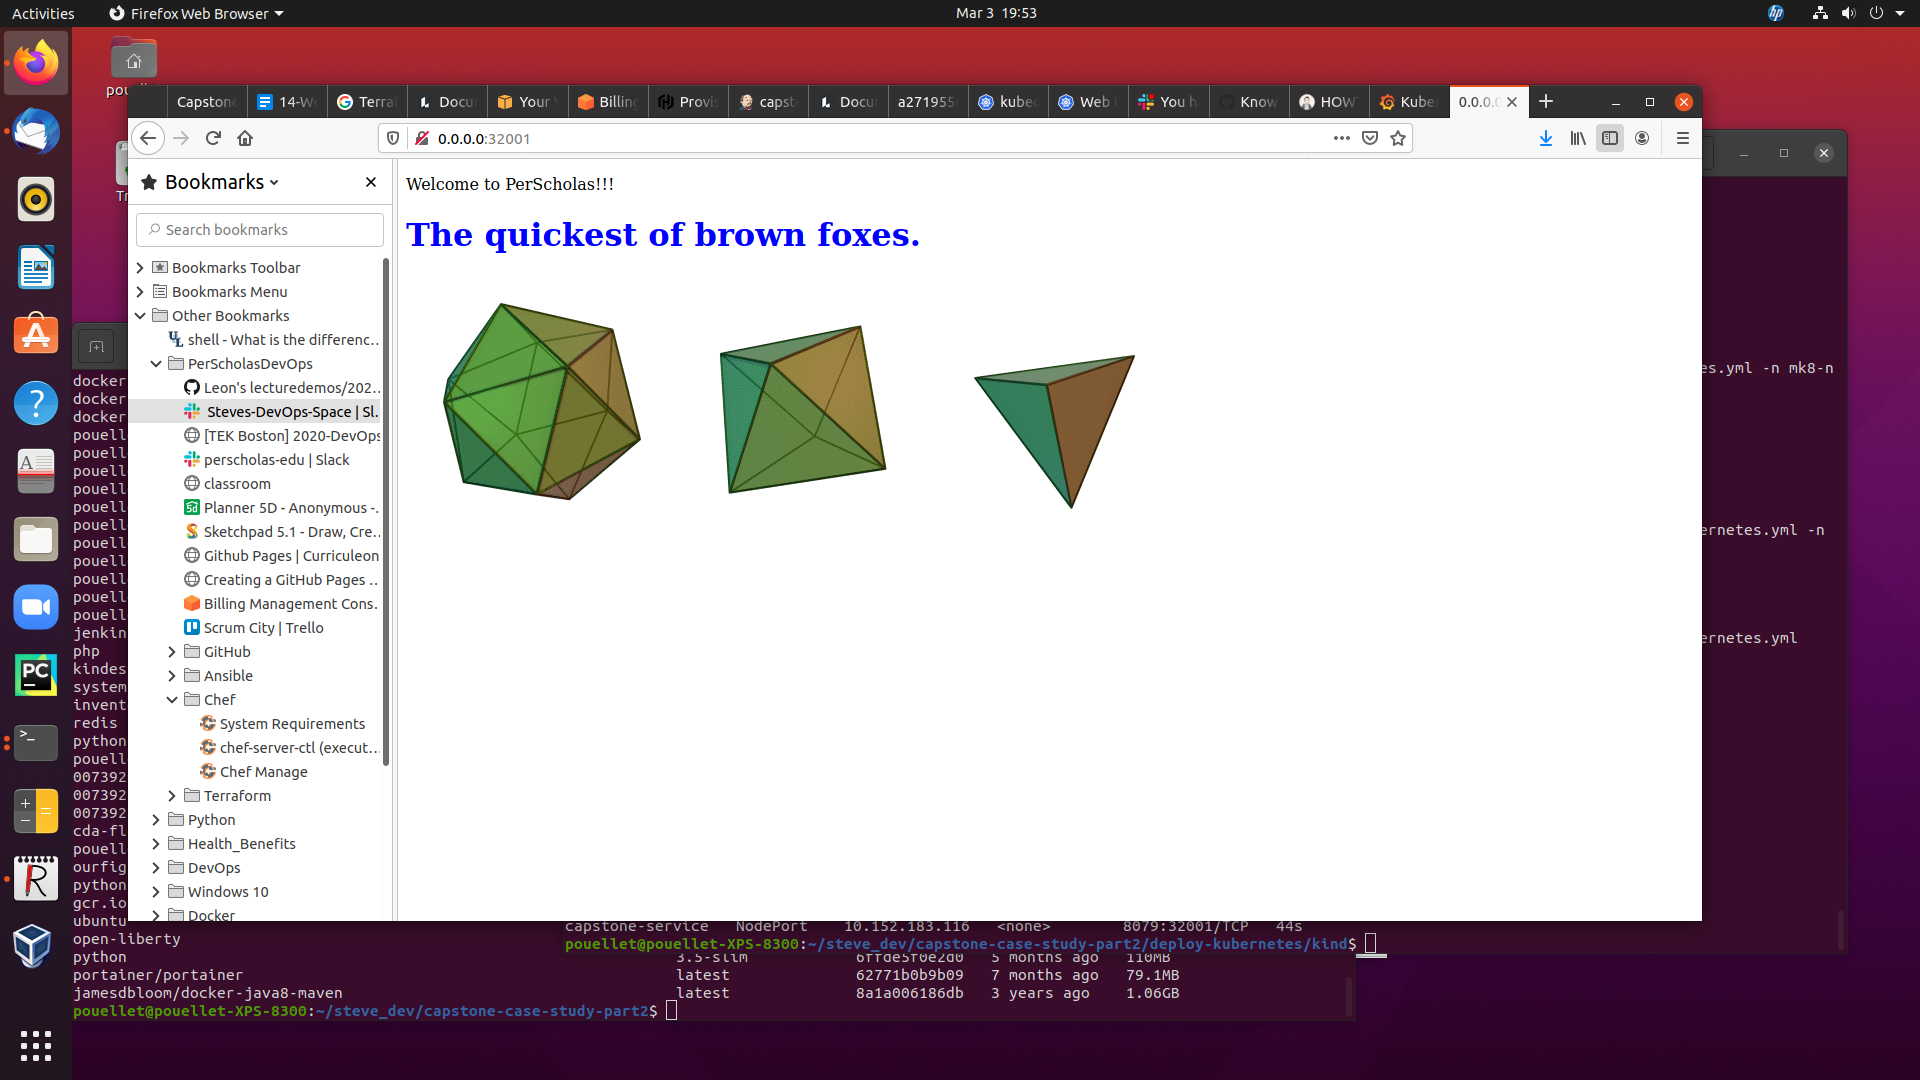 Activities
Firefox Web Browser
Mar 3 19:53
hp
Capstone
14-We
Terra
Docu
Your
Billing
Provis
capst
Docu
a271955
kube
Web
You h
Know
HOW
Kube
0.0.0.0
0.0.0.0:32001
Bookmarks
Search bookmarks
Bookmarks Toolbar
Bookmarks Menu
Other Bookmarks
shell - What is the differenc…
PerScholasDevOps
Leon's lecturedemos/202…
Steves-DevOps-Space | Sl…
[TEK Boston] 2020-DevOps
perscholas-edu | Slack
classroom
Planner 5D - Anonymous -…
Sketchpad 5.1 - Draw, Cre…
Github Pages | Curriculeon
Creating a GitHub Pages …
Billing Management Cons…
Scrum City | Trello
GitHub
Ansible
Chef
System Requirements
chef-server-ctl (execut…
Chef Manage
Terraform
Python
Health_Benefits
DevOps
Windows 10
Docker
Welcome to PerScholas!!!
The quickest of brown foxes.
es.yml -n mk8-n
ernetes.yml -n
ernetes.yml
docker
docker
docker
pouell
pouell
pouell
pouell
pouell
pouell
pouell
pouell
pouell
pouell
pouell
jenkin
php
kindes
system
invent
redis
python
pouell
007392
007392
007392
cda-fl
pouell
ourfig
python
gcr.io
ubuntu
capstone-service NodePort 10.152.183.116 <none> 8079:32001/TCP 44s
pouellet@pouellet-XPS-8300:~/steve_dev/capstone-case-study-part2/deploy-kubernetes/kind$
open-liberty
python 3.5-slim 6ffde5f0e2d0 5 months ago 110MB
portainer/portainer latest 62771b0b9b09 7 months ago 79.1MB
jamesdbloom/docker-java8-maven latest 8a1a006186db 3 years ago 1.06GB
pouellet@pouellet-XPS-8300:~/steve_dev/capstone-case-study-part2$